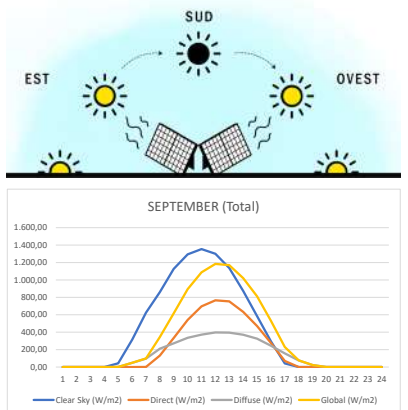 SUD
EST
OVEST
SEPTEMBER (Total)
1.600,00
1.400,00
1.200,00
1.000,00
800,00
600,00
400,00
200,00
0,00
1 2 3 4 5 6 7 8 9 10 11 12 13 14 15 16 17 18 19 20 21 22 23 24
Clear Sky (W/m2) Direct (W/m2) Diffuse (W/m2) Global (W/m2)